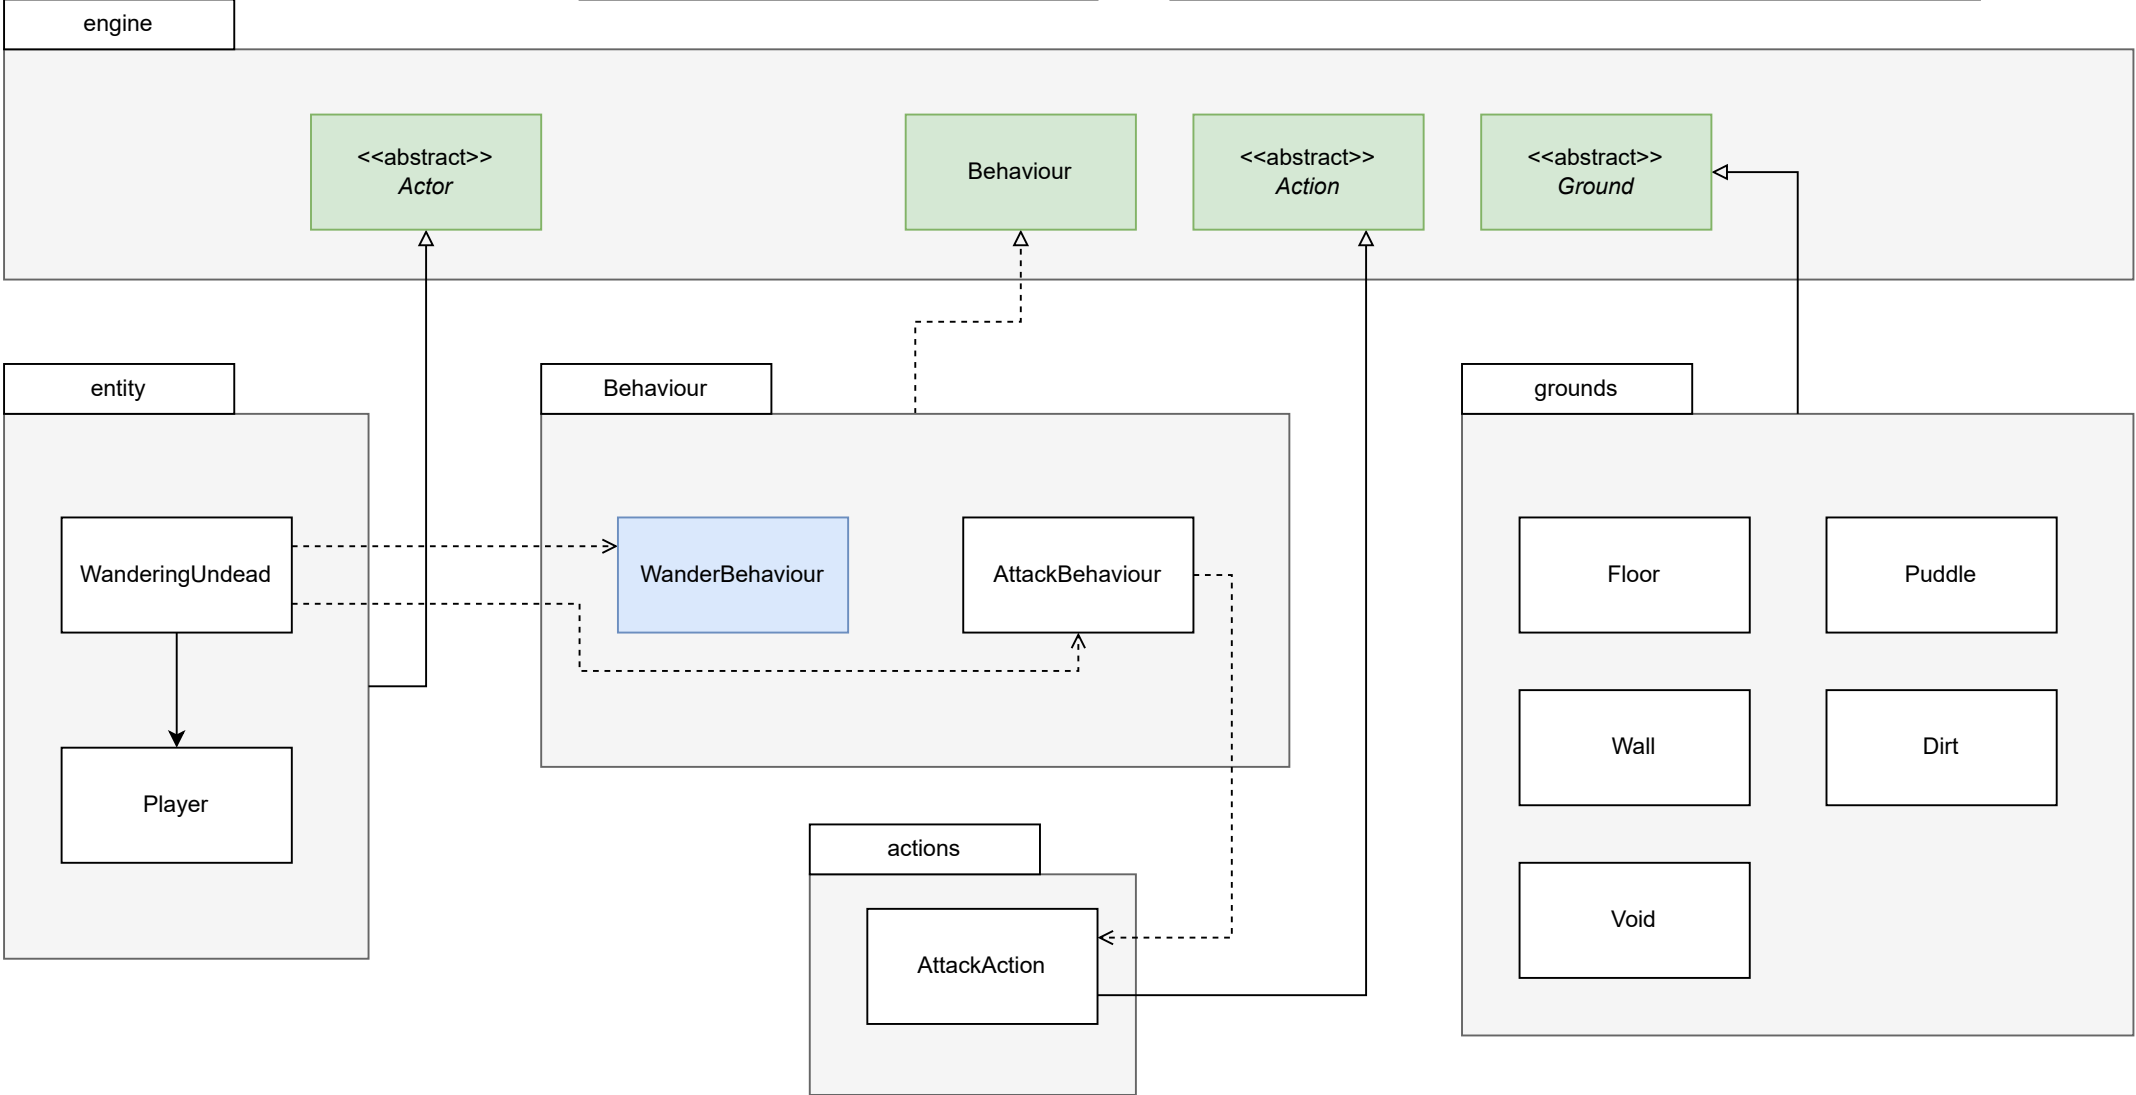 engine
<<abstract>>
Actor
Behaviour
<<abstract>>
Action
<<abstract>>
Ground
entity
Behaviour
grounds
WanderingUndead
WanderBehaviour
AttackBehaviour
Floor
Puddle
Player
Wall
Dirt
actions
AttackAction
Void